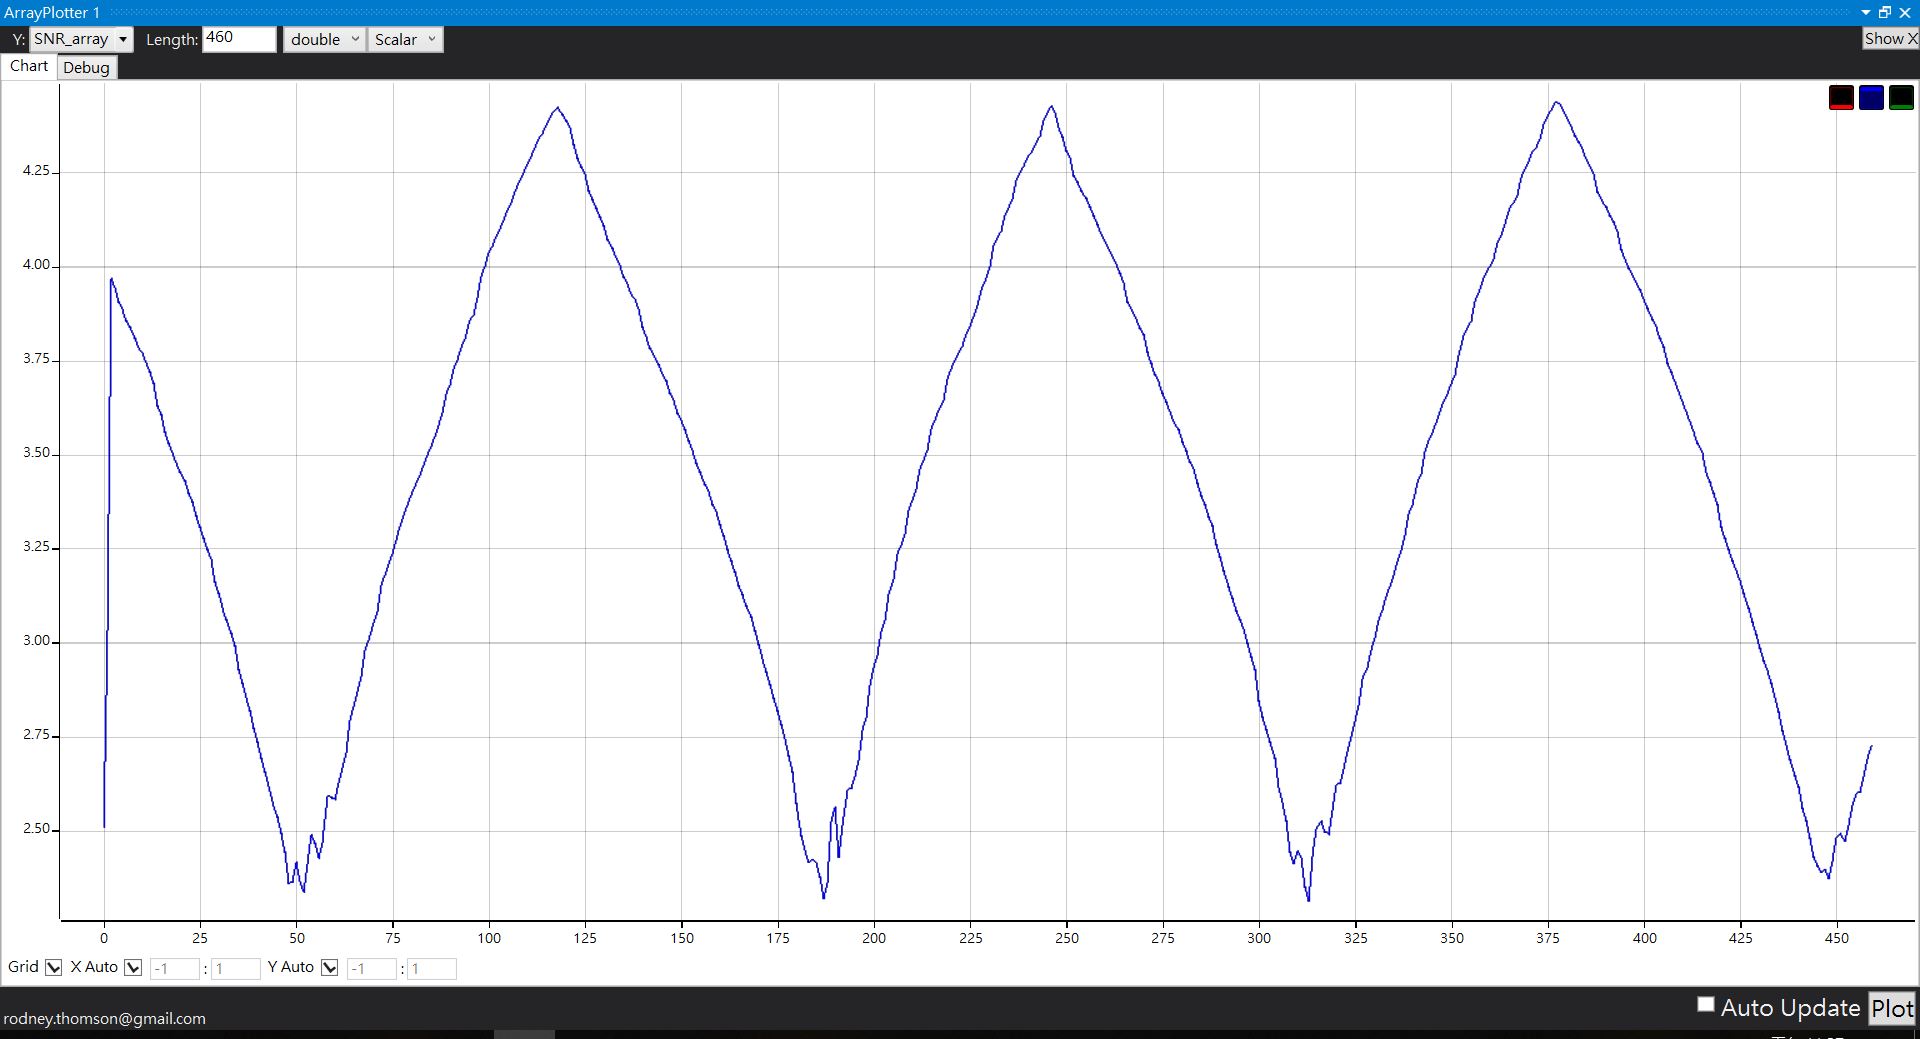 ArrayPlotter 1
Y: SNR_array Length: 460 double Scalar Show X
Chart Debug
4.25
4.00
3.75
3.50
3.25
3.00
2.75
2.50
0 25 50 75 100 125 150 175 200 225 250 275 300 325 350 375 400 425 450
Grid X Auto -1 : 1 Y Auto -1 : 1
Auto Update Plot
rodney.thomson@gmail.com